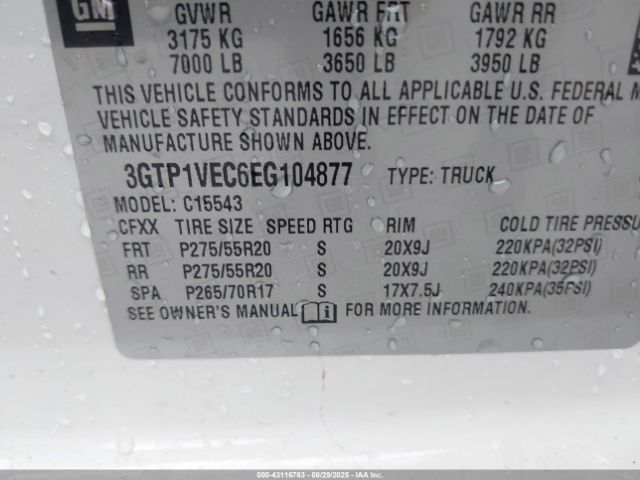 GM
GVWR GAWR FRT GAWR RR
3175 KG 1656 KG 1792 KG
7000 LB 3650 LB 3950 LB
THIS VEHICLE CONFORMS TO ALL APPLICABLE U.S. FEDERAL M
VEHICLE SAFETY STANDARDS IN EFFECT ON THE DATE OF
MANUFACTURE SHOWN ABOVE.
3GTP1VEC6EG104877 TYPE: TRUCK
MODEL: C15543
CFXX TIRE SIZE SPEED RTG RIM COLD TIRE PRESSU
FRT P275/55R20 S 20X9J 220KPA(32PSI)
RR P275/55R20 S 20X9J 220KPA(32PSI)
SPA P265/70R17 S 17X7.5J 240KPA(35PSI)
SEE OWNER'S MANUAL i FOR MORE INFORMATION.
000-43116763 - 08/29/2025 - IAAcustomer - copyright IAA, Inc.